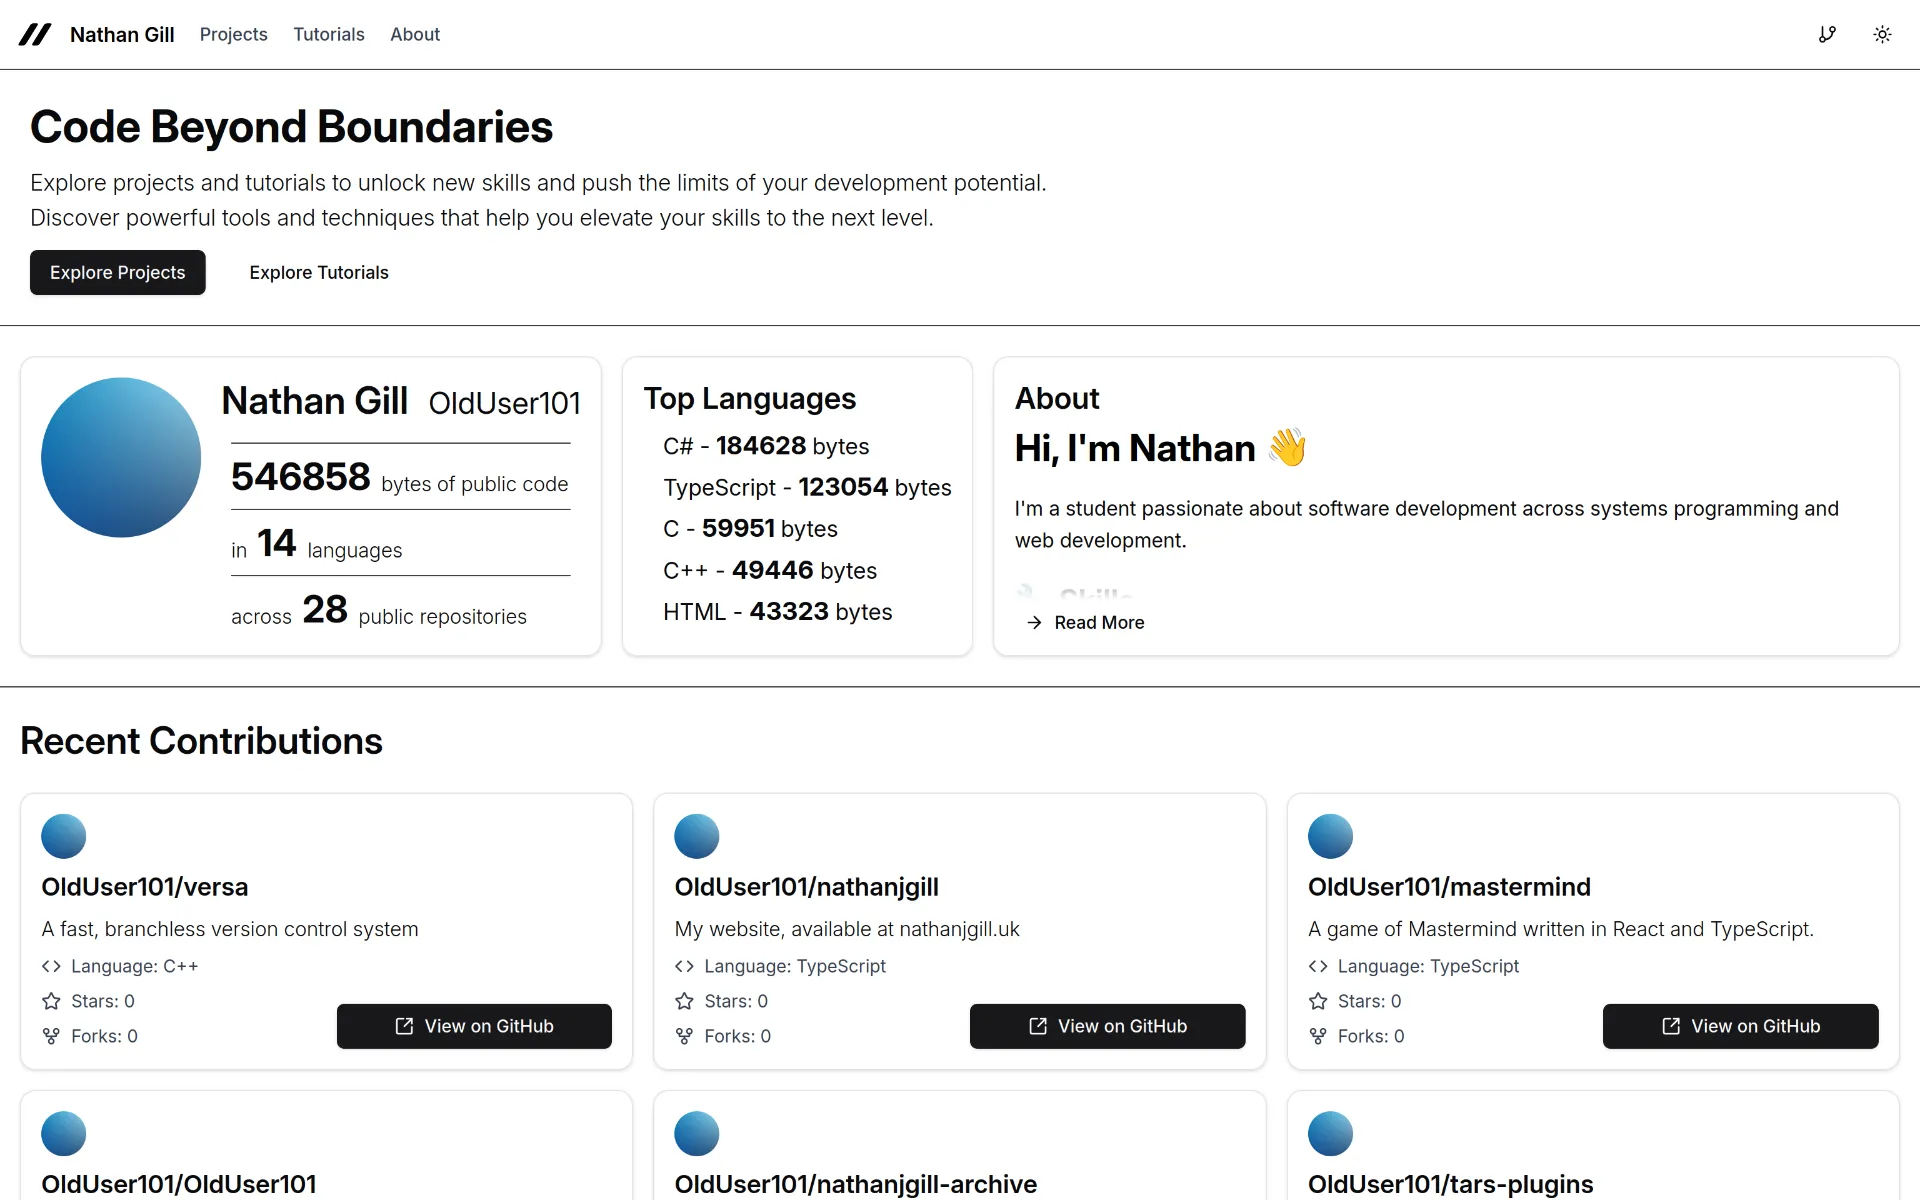 Nathan Gill Projects Tutorials About
Code Beyond Boundaries
Explore projects and tutorials to unlock new skills and push the limits of your development potential.
Discover powerful tools and techniques that help you elevate your skills to the next level.
Explore Projects Explore Tutorials
Nathan Gill OldUser101
546858 bytes of public code
in 14 languages
across 28 public repositories
Top Languages
C# - 184628 bytes
TypeScript - 123054 bytes
C - 59951 bytes
C++ - 49446 bytes
HTML - 43323 bytes
About
Hi, I'm Nathan 👋
I'm a student passionate about software development across systems programming and
web development.
Skills
Read More
Recent Contributions
OldUser101/versa
A fast, branchless version control system
Language: C++
Stars: 0
Forks: 0
View on GitHub
OldUser101/nathanjgill
My website, available at nathanjgill.uk
Language: TypeScript
Stars: 0
Forks: 0
View on GitHub
OldUser101/mastermind
A game of Mastermind written in React and TypeScript.
Language: TypeScript
Stars: 0
Forks: 0
View on GitHub
OldUser101/OldUser101
OldUser101/nathanjgill-archive
OldUser101/tars-plugins